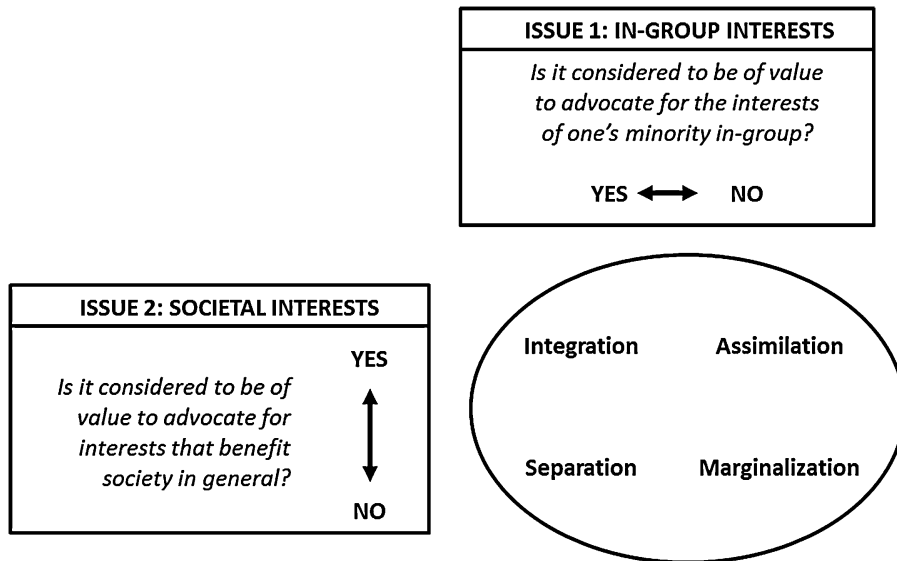 ISSUE 1: IN-GROUP INTERESTS
Is it considered to be of value
to advocate for the interests
of one's minority in-group?
YES NO
ISSUE 2: SOCIETAL INTERESTS
YES
Is it considered to be of
value to advocate for
interests that benefit
society in general?
NO
Integration Assimilation
Separation Marginalization